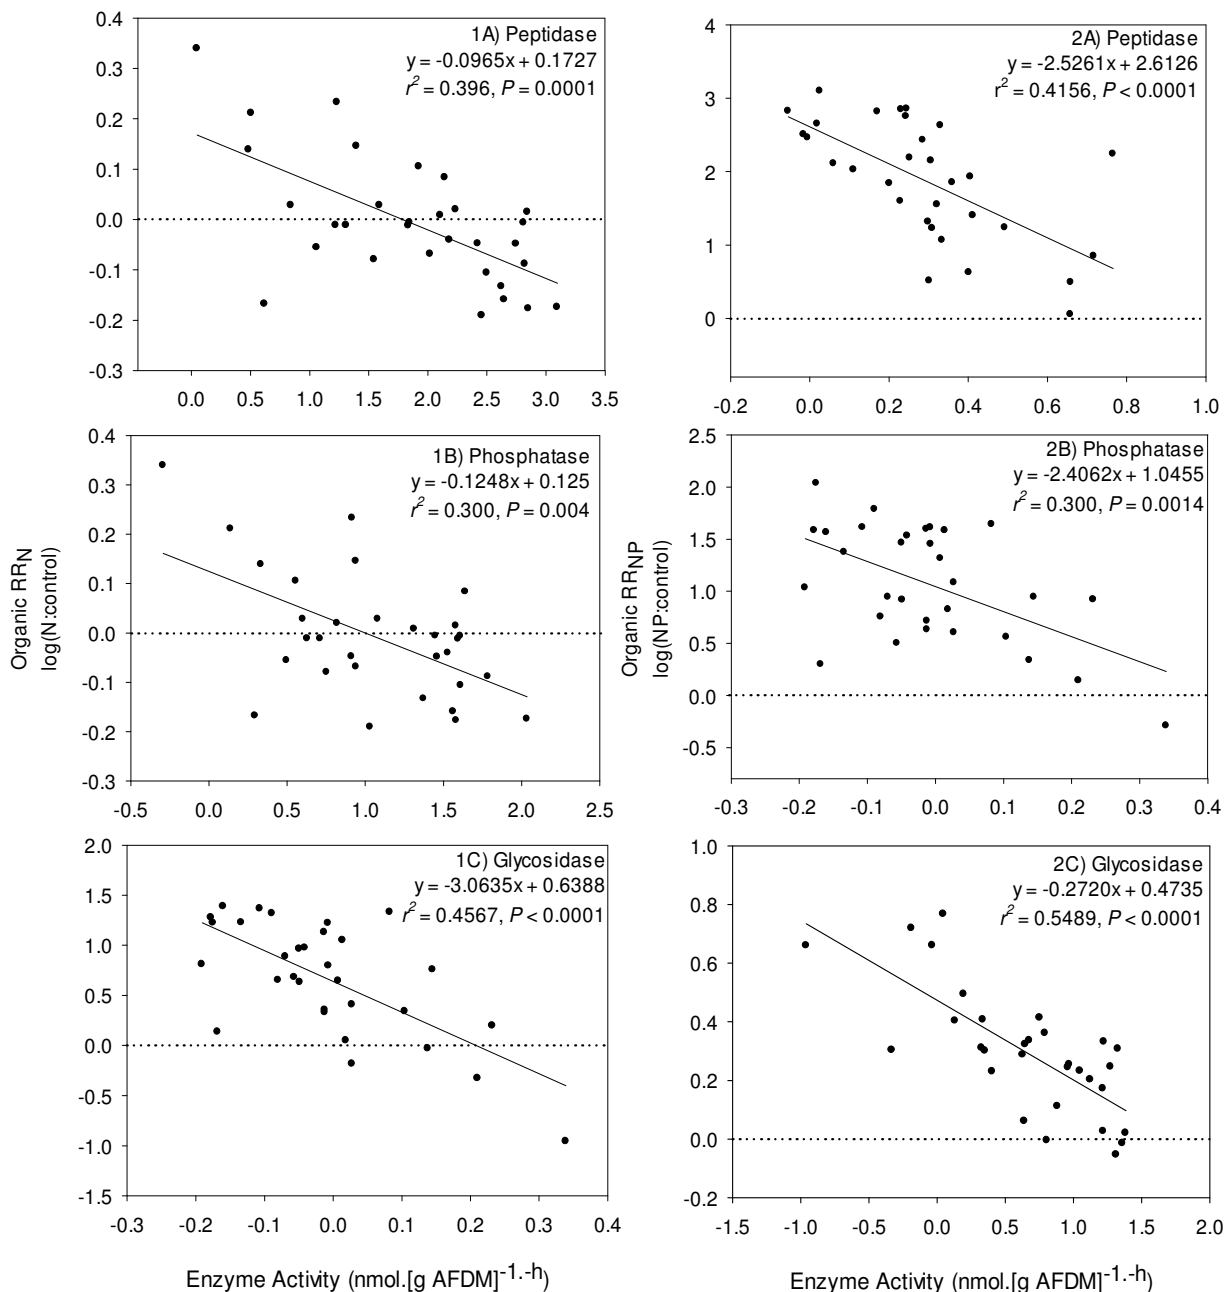 1A) Peptidase
y = -0.0965x + 0.1727
r² = 0.396, P = 0.0001
0.4
0.3
0.2
0.1
0.0
-0.1
-0.2
-0.3
0.0 0.5 1.0 1.5 2.0 2.5 3.0 3.5
2A) Peptidase
y = -2.5261x + 2.6126
r² = 0.4156, P < 0.0001
4
3
2
1
0
-0.2 0.0 0.2 0.4 0.6 0.8 1.0
1B) Phosphatase
y = -0.1248x + 0.125
r² = 0.300, P = 0.004
0.4
0.3
0.2
0.1
0.0
-0.1
-0.2
-0.3
-0.5 0.0 0.5 1.0 1.5 2.0 2.5
Organic RR_N
log(N:control)
2B) Phosphatase
y = -2.4062x + 1.0455
r² = 0.300, P = 0.0014
2.5
2.0
1.5
1.0
0.5
0.0
-0.5
-0.3 -0.2 -0.1 0.0 0.1 0.2 0.3 0.4
Organic RR_NP
log(NP:control)
1C) Glycosidase
y = -3.0635x + 0.6388
r² = 0.4567, P < 0.0001
2.0
1.5
1.0
0.5
0.0
-0.5
-1.0
-1.5
-0.3 -0.2 -0.1 0.0 0.1 0.2 0.3 0.4
Enzyme Activity (nmol.[g AFDM]⁻¹·⁻ʰ)
2C) Glycosidase
y = -0.2720x + 0.4735
r² = 0.5489, P < 0.0001
1.0
0.8
0.6
0.4
0.2
0.0
-0.2
-1.5 -1.0 -0.5 0.0 0.5 1.0 1.5 2.0
Enzyme Activity (nmol.[g AFDM]⁻¹·⁻ʰ)